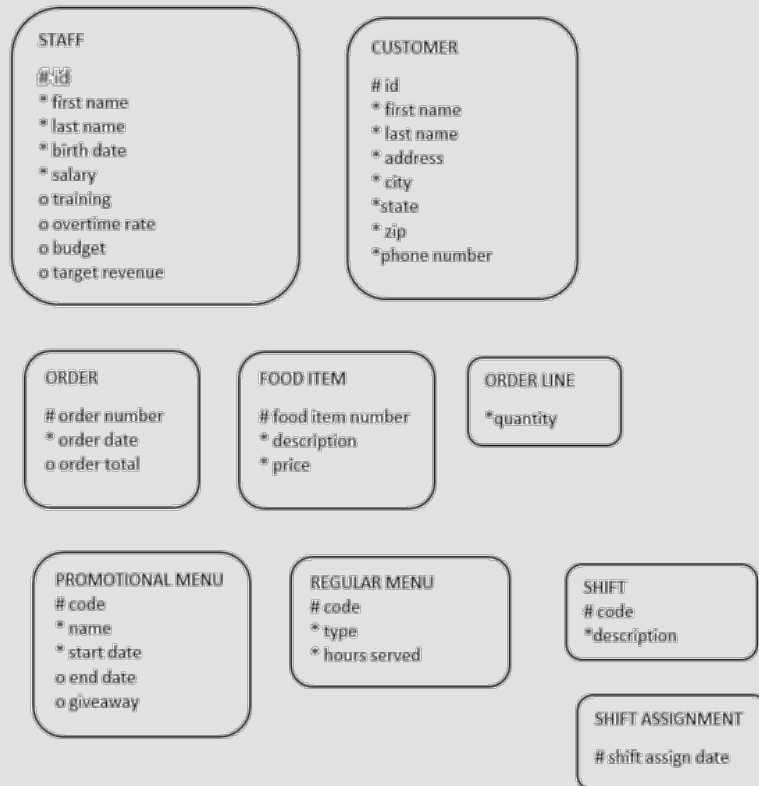 STAFF
# id
* first name
* last name
* birth date
* salary
o training
o overtime rate
o budget
o target revenue
CUSTOMER
# id
* first name
* last name
* address
* city
*state
* zip
*phone number
ORDER
# order number
* order date
o order total
FOOD ITEM
# food item number
* description
* price
ORDER LINE
*quantity
PROMOTIONAL MENU
# code
* name
* start date
o end date
o giveaway
REGULAR MENU
# code
* type
* hours served
SHIFT
# code
*description
SHIFT ASSIGNMENT
# shift assign date